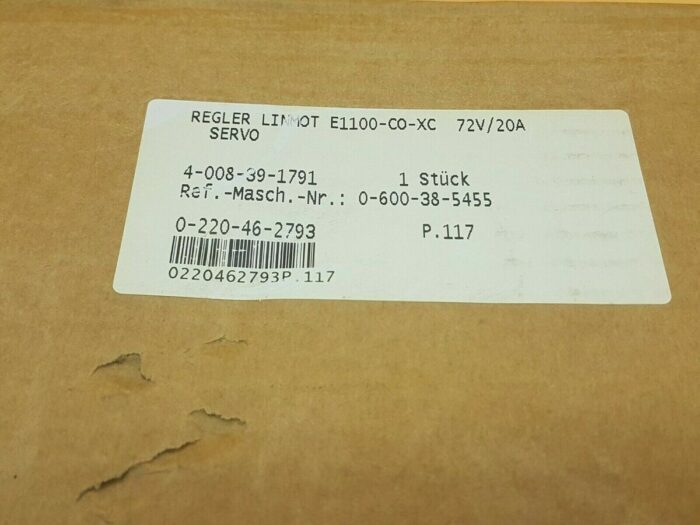 REGLER LINMOT E1100-CO-XC 72V/20A
SERVO
4-008-39-1791 1 Stück
Ref.-Masch.-Nr.: 0-600-38-5455
0-220-46-2793 P.117
0220462793P.117